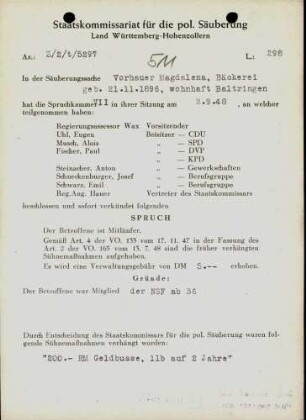 Staatskommissariat für die pol. Säuberung
Land Württemberg-Hohenzollern
Az.: 3/Z/t/5297
511
L.: 298
In der Säuberungssache Vorhauer Magdalena, Bäckerei
geb. 21.11.1896, wohnhaft Baltringen
hat die Spruchkammer VII in ihrer Sitzung am 2.9.48 , an welcher
teilgenommen haben:
Regierungsassessor Wax Vorsitzender
Uhl, Eugen Beisitzer — CDU
Munch, Alois „ — SPD
Fischer, Paul „ — DVP
„ — KPD
Steinacher, Anton „ — Gewerkschaften
Schneckenburger, Josef „ — Berufsgruppe
Schwarz, Emil „ — Berufsgruppe
Reg.Ang. Bauer Vertreter des Staatskommissars
beschlossen und sofort verkündet folgenden
SPRUCH
Der Betroffene ist Mitläufer.
Gemäß Art. 4 der VO. 133 vom 17. 11. 47 in der Fassung des
Art. 2 der VO. 165 vom 13. 7. 48 sind die früher verhängten
Sühnemaßnahmen aufgehoben.
Es wird eine Verwaltungsgebühr von DM 5.-- erhoben.
Gründe:
Der Betroffene war Mitglied der NSF ab 36
Durch Entscheidung des Staatskommissars für die pol. Säuberung waren fol-
gende Sühnemaßnahmen verhängt worden:
"200.- RM Geldbusse, 11b auf 2 Jahre"